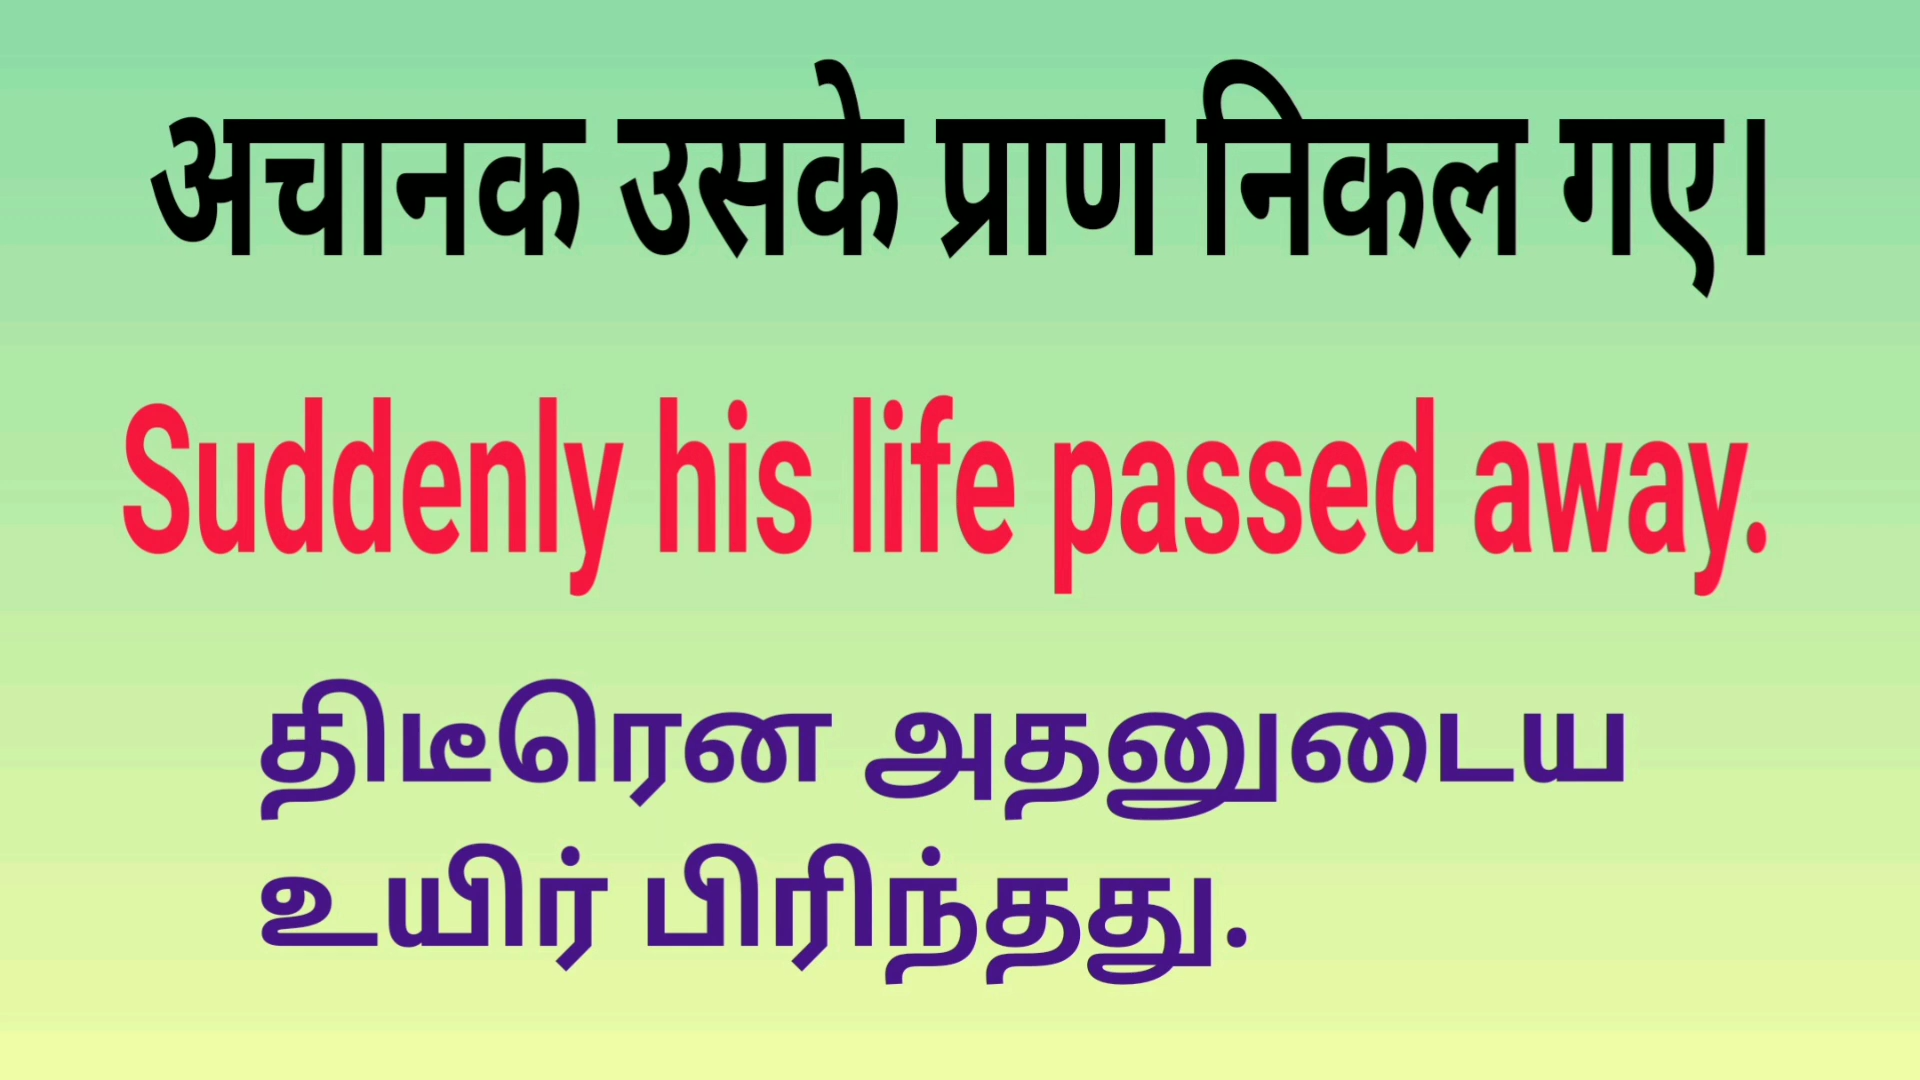 अचानक उसके प्राण निकल गए।
Suddenly his life passed away.
திடீரென அதனுடைய
உயிர் பிரிந்தது.